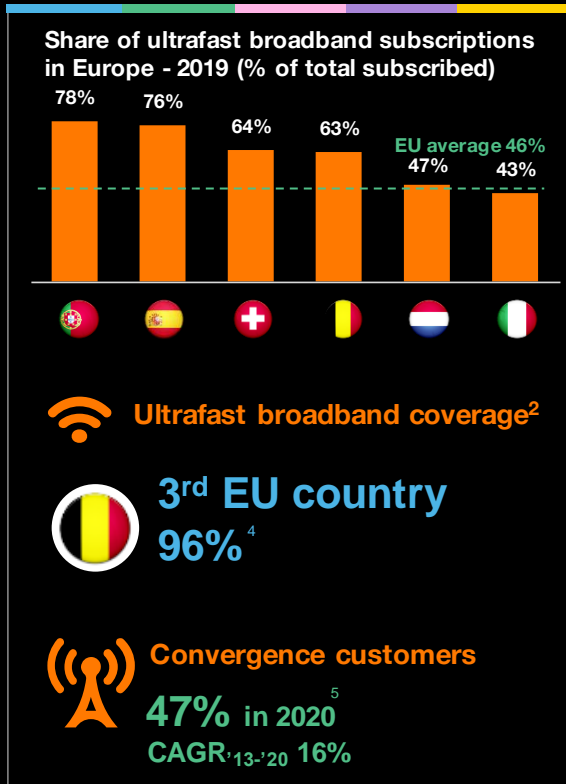 Share of ultrafast broadband subscriptions
in Europe - 2019 (% of total subscribed)
78%
76%
64%
63%
EU average 46%
47%
43%
Ultrafast broadband coverage²
3rd EU country
96%⁴
Convergence customers
47% in 2020⁵
CAGR'13-'20 16%